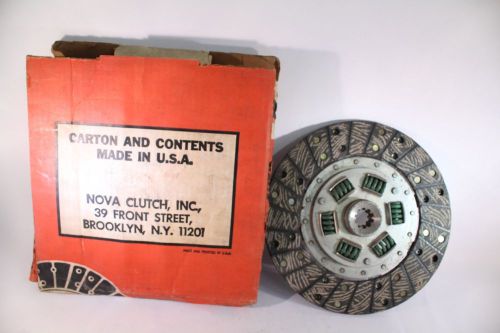 CARTON AND CONTENTS
MADE IN U.S.A.
NOVA CLUTCH, INC.,
39 FRONT STREET,
BROOKLYN, N.Y. 11201